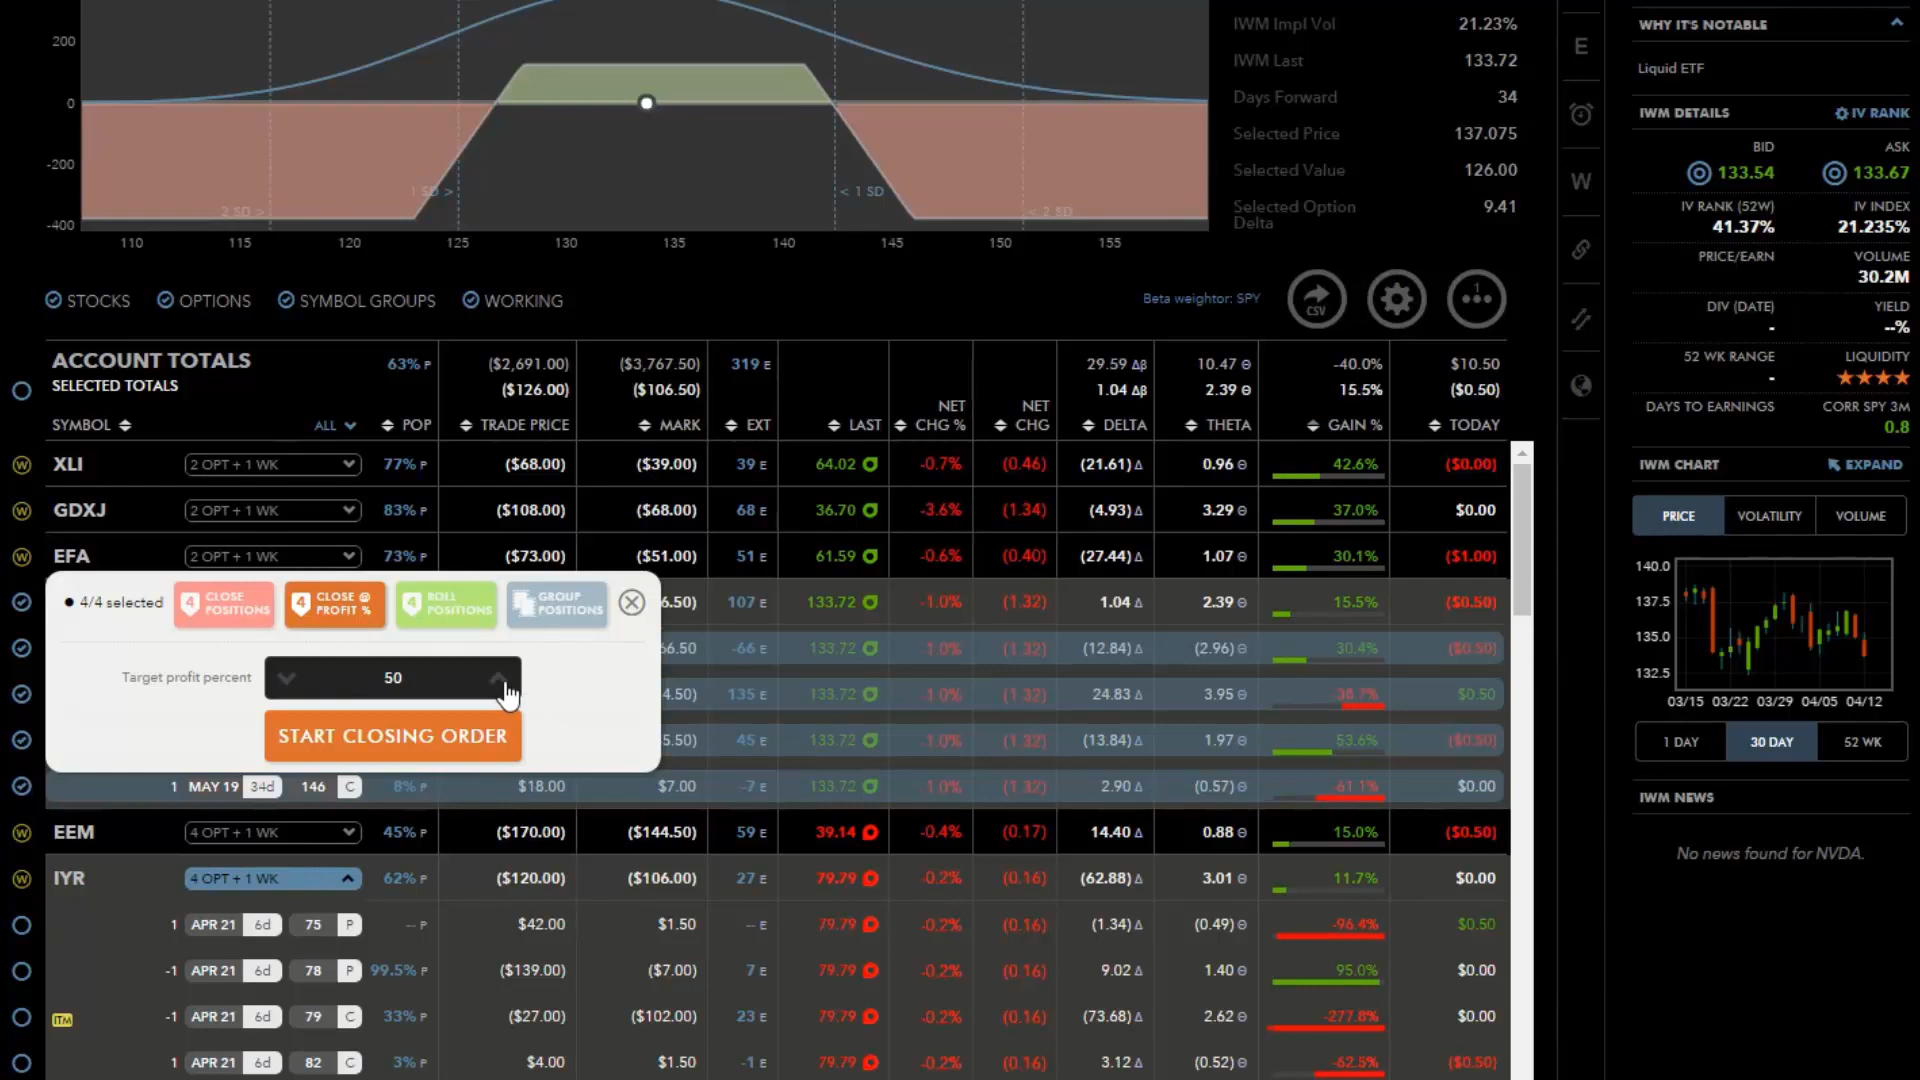 200
0
-200
-400
1 SD >
2 SD >
< 1 SD
< 2 SD
110 115 120 125 130 135 140 145 150 155
IWM Impl Vol 21.23%
IWM Last 133.72
Days Forward 34
Selected Price 137.075
Selected Value 126.00
Selected Option Delta 9.41
STOCKS OPTIONS SYMBOL GROUPS WORKING
Beta weightor: SPY
CSV
1
ACCOUNT TOTALS 63% P ($2,691.00) ($3,767.50) 319 E 29.59 Δβ 10.47 Θ -40.0% $10.50
SELECTED TOTALS ($126.00) ($106.50) 1.04 Δβ 2.39 Θ 15.5% ($0.50)
SYMBOL ALL POP TRADE PRICE MARK EXT LAST NET CHG % NET CHG DELTA THETA GAIN % TODAY
W XLI 2 OPT + 1 WK 77% P ($68.00) ($39.00) 39 E 64.02 -0.7% (0.46) (21.61) Δ 0.96 Θ 42.6% ($0.00)
W GDXJ 2 OPT + 1 WK 83% P ($108.00) ($68.00) 68 E 36.70 -3.6% (1.34) (4.93) Δ 3.29 Θ 37.0% $0.00
W EFA 2 OPT + 1 WK 73% P ($73.00) ($51.00) 51 E 61.59 -0.6% (0.40) (27.44) Δ 1.07 Θ 30.1% ($1.00)
4/4 selected
4 CLOSE POSITIONS
4 CLOSE @ PROFIT %
4 ROLL POSITIONS
GROUP POSITIONS
Target profit percent 50
START CLOSING ORDER
6.50) 107 E 133.72 -1.0% (1.32) 1.04 Δ 2.39 Θ 15.5% ($0.50)
66.50 -66 E 133.72 -1.0% (1.32) (12.84) Δ (2.96) Θ 30.4% ($0.50)
4.50) 135 E 133.72 -1.0% (1.32) 24.83 Δ 3.95 Θ -38.7% $0.50
5.50) 45 E 133.72 -1.0% (1.32) (13.84) Δ 1.97 Θ 53.6% ($0.50)
1 MAY 19 34d 146 C 8% P $18.00 $7.00 -7 E 133.72 -1.0% (1.32) 2.90 Δ (0.57) Θ -61.1% $0.00
W EEM 4 OPT + 1 WK 45% P ($170.00) ($144.50) 59 E 39.14 -0.4% (0.17) 14.40 Δ 0.88 Θ 15.0% ($0.50)
W IYR 4 OPT + 1 WK 62% P ($120.00) ($106.00) 27 E 79.79 -0.2% (0.16) (62.88) Δ 3.01 Θ 11.7% $0.00
1 APR 21 6d 75 P -- P $42.00 $1.50 -- E 79.79 -0.2% (0.16) (1.34) Δ (0.49) Θ -96.4% $0.50
-1 APR 21 6d 78 P 99.5% P ($139.00) ($7.00) 7 E 79.79 -0.2% (0.16) 9.02 Δ 1.40 Θ 95.0% $0.00
ITM -1 APR 21 6d 79 C 33% P ($27.00) ($102.00) 23 E 79.79 -0.2% (0.16) (73.68) Δ 2.62 Θ -277.8% $0.00
1 APR 21 6d 82 C 3% P $4.00 $1.50 -1 E 79.79 -0.2% (0.16) 3.12 Δ (0.52) Θ -62.5% ($0.50)
E
W
WHY IT'S NOTABLE
Liquid ETF
IWM DETAILS IV RANK
BID ASK
133.54 133.67
IV RANK (52W) IV INDEX
41.37% 21.235%
PRICE/EARN VOLUME
30.2M
DIV (DATE) YIELD
- --%
52 WK RANGE LIQUIDITY
-
DAYS TO EARNINGS CORR SPY 3M
0.8
IWM CHART EXPAND
PRICE VOLATILITY VOLUME
140.0
137.5
135.0
132.5
03/15 03/22 03/29 04/05 04/12
1 DAY 30 DAY 52 WK
IWM NEWS
No news found for NVDA.